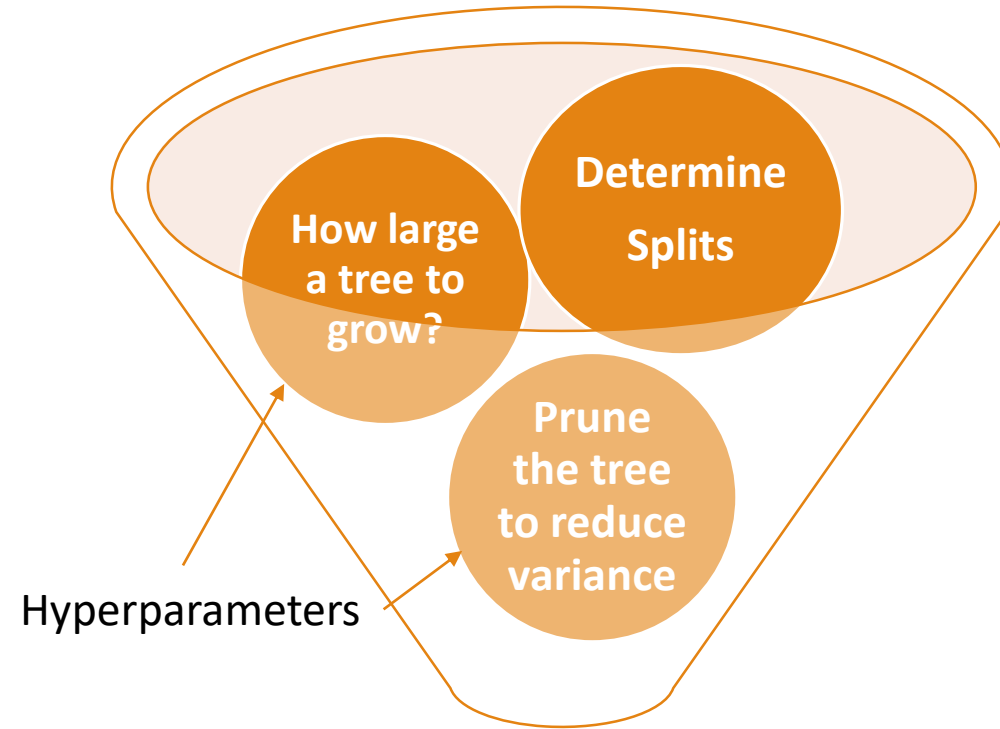 Determine
Splits
How large
a tree to
grow?
Prune
the tree
to reduce
variance
Hyperparameters